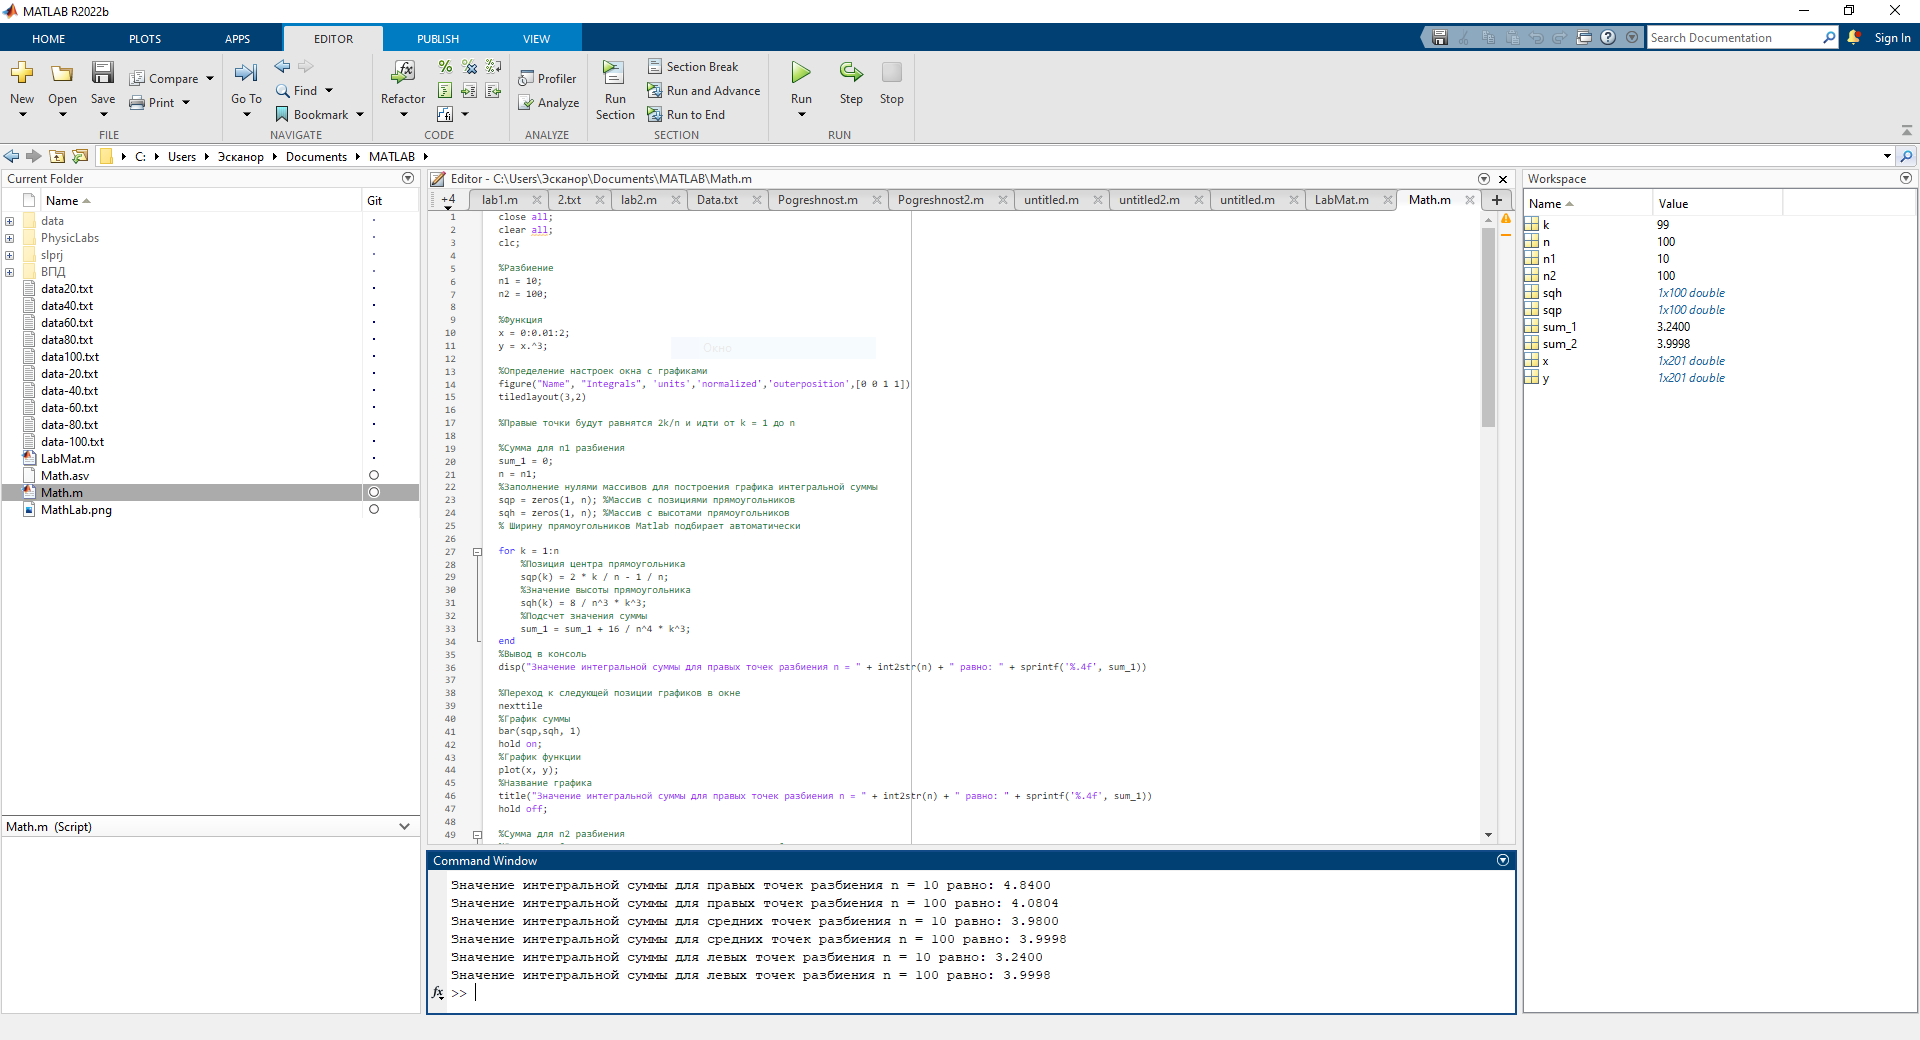 MATLAB R2022b
HOME PLOTS APPS EDITOR PUBLISH VIEW
Search Documentation Sign In
New Open Save Compare Print
Go To Find Bookmark
Refactor
Profiler
Analyze
Run Section
Section Break
Run and Advance
Run to End
Run Step Stop
FILE NAVIGATE CODE ANALYZE SECTION RUN
C: Users Эсканор Documents MATLAB
Current Folder
Name Git
data
PhysicLabs
slprj
ВПД
data20.txt
data40.txt
data60.txt
data80.txt
data100.txt
data-20.txt
data-40.txt
data-60.txt
data-80.txt
data-100.txt
LabMat.m
Math.asv
Math.m
MathLab.png
Math.m (Script)
Editor - C:\Users\Эсканор\Documents\MATLAB\Math.m
+4 lab1.m 2.txt lab2.m Data.txt Pogreshnost.m Pogreshnost2.m untitled.m untitled2.m untitled.m LabMat.m Math.m
1 close all;
2 clear all;
3 clc;
4
5 %Разбиение
6 n1 = 10;
7 n2 = 100;
8
9 %Функция
10 x = 0:0.01:2;
11 y = x.^3;
Окно
12
13 %Определение настроек окна с графиками
14 figure("Name", "Integrals", 'units','normalized','outerposition',[0 0 1 1])
15 tiledlayout(3,2)
16
17 %Правые точки будут равнятся 2k/n и идти от k = 1 до n
18
19 %Сумма для n1 разбиения
20 sum_1 = 0;
21 n = n1;
22 %Заполнение нулями массивов для построения графика интегральной суммы
23 sqp = zeros(1, n); %Массив с позициями прямоугольников
24 sqh = zeros(1, n); %Массив с высотами прямоугольников
25 % Ширину прямоугольников Matlab подбирает автоматически
26
27 for k = 1:n
28 %Позиция центра прямоугольника
29 sqp(k) = 2 * k / n - 1 / n;
30 %Значение высоты прямоугольника
31 sqh(k) = 8 / n^3 * k^3;
32 %Подсчет значения суммы
33 sum_1 = sum_1 + 16 / n^4 * k^3;
34 end
35 %Вывод в консоль
36 disp("Значение интегральной суммы для правых точек разбиения n = " + int2str(n) + " равно: " + sprintf('%.4f', sum_1))
37
38 %Переход к следующей позиции графиков в окне
39 nexttile
40 %График суммы
41 bar(sqp,sqh, 1)
42 hold on;
43 %График функции
44 plot(x, y);
45 %Название графика
46 title("Значение интегральной суммы для правых точек разбиения n = " + int2str(n) + " равно: " + sprintf('%.4f', sum_1))
47 hold off;
48
49 %Сумма для n2 разбиения
Command Window
Значение интегральной суммы для правых точек разбиения n = 10 равно: 4.8400
Значение интегральной суммы для правых точек разбиения n = 100 равно: 4.0804
Значение интегральной суммы для средних точек разбиения n = 10 равно: 3.9800
Значение интегральной суммы для средних точек разбиения n = 100 равно: 3.9998
Значение интегральной суммы для левых точек разбиения n = 10 равно: 3.2400
Значение интегральной суммы для левых точек разбиения n = 100 равно: 3.9998
fx >>
Workspace
Name Value
k 99
n 100
n1 10
n2 100
sqh 1x100 double
sqp 1x100 double
sum_1 3.2400
sum_2 3.9998
x 1x201 double
y 1x201 double